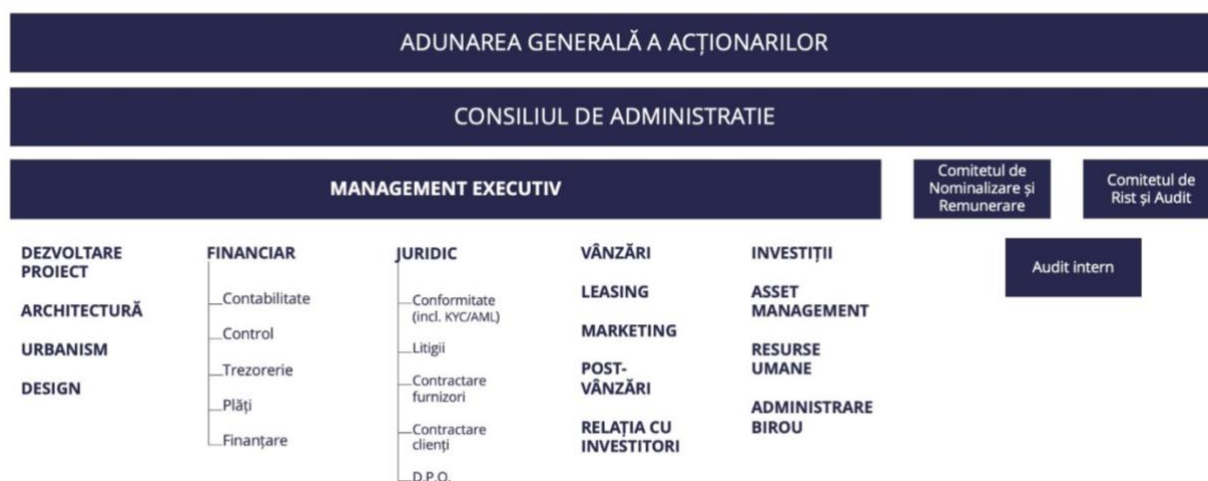 ADUNAREA GENERALĂ A ACȚIONARILOR
CONSILIUL DE ADMINISTRATIE
MANAGEMENT EXECUTIV
Comitetul de
Nominalizare și
Remunerare
Comitetul de
Rist și Audit
Audit intern
DEZVOLTARE
PROIECT
ARCHITECTURĂ
URBANISM
DESIGN
FINANCIAR
Contabilitate
Control
Trezorerie
Plăți
Finanțare
JURIDIC
Conformitate
(incl. KYC/AML)
Litigii
Contractare
furnizori
Contractare
clienți
D.P.O.
VÂNZĂRI
LEASING
MARKETING
POST-
VÂNZĂRI
RELAȚIA CU
INVESTITORI
INVESTIȚII
ASSET
MANAGEMENT
RESURSE
UMANE
ADMINISTRARE
BIROU